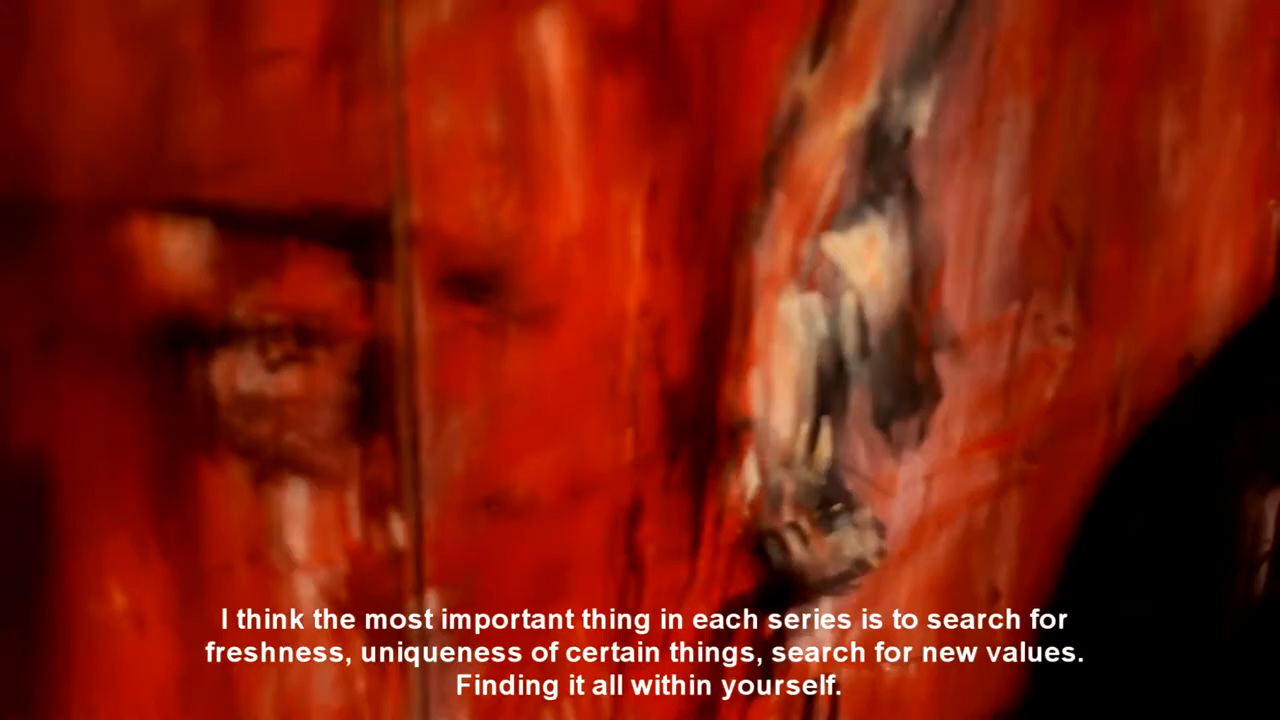 I think the most important thing in each series is to search for
freshness, uniqueness of certain things, search for new values.
Finding it all within yourself.